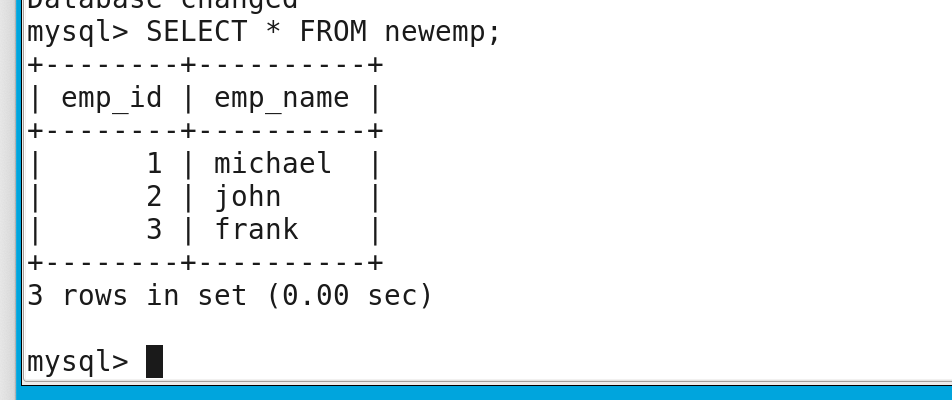 Database changed
mysql> SELECT * FROM newemp;
+--------+----------+
| emp_id | emp_name |
+--------+----------+
|      1 | michael  |
|      2 | john     |
|      3 | frank    |
+--------+----------+
3 rows in set (0.00 sec)
mysql>